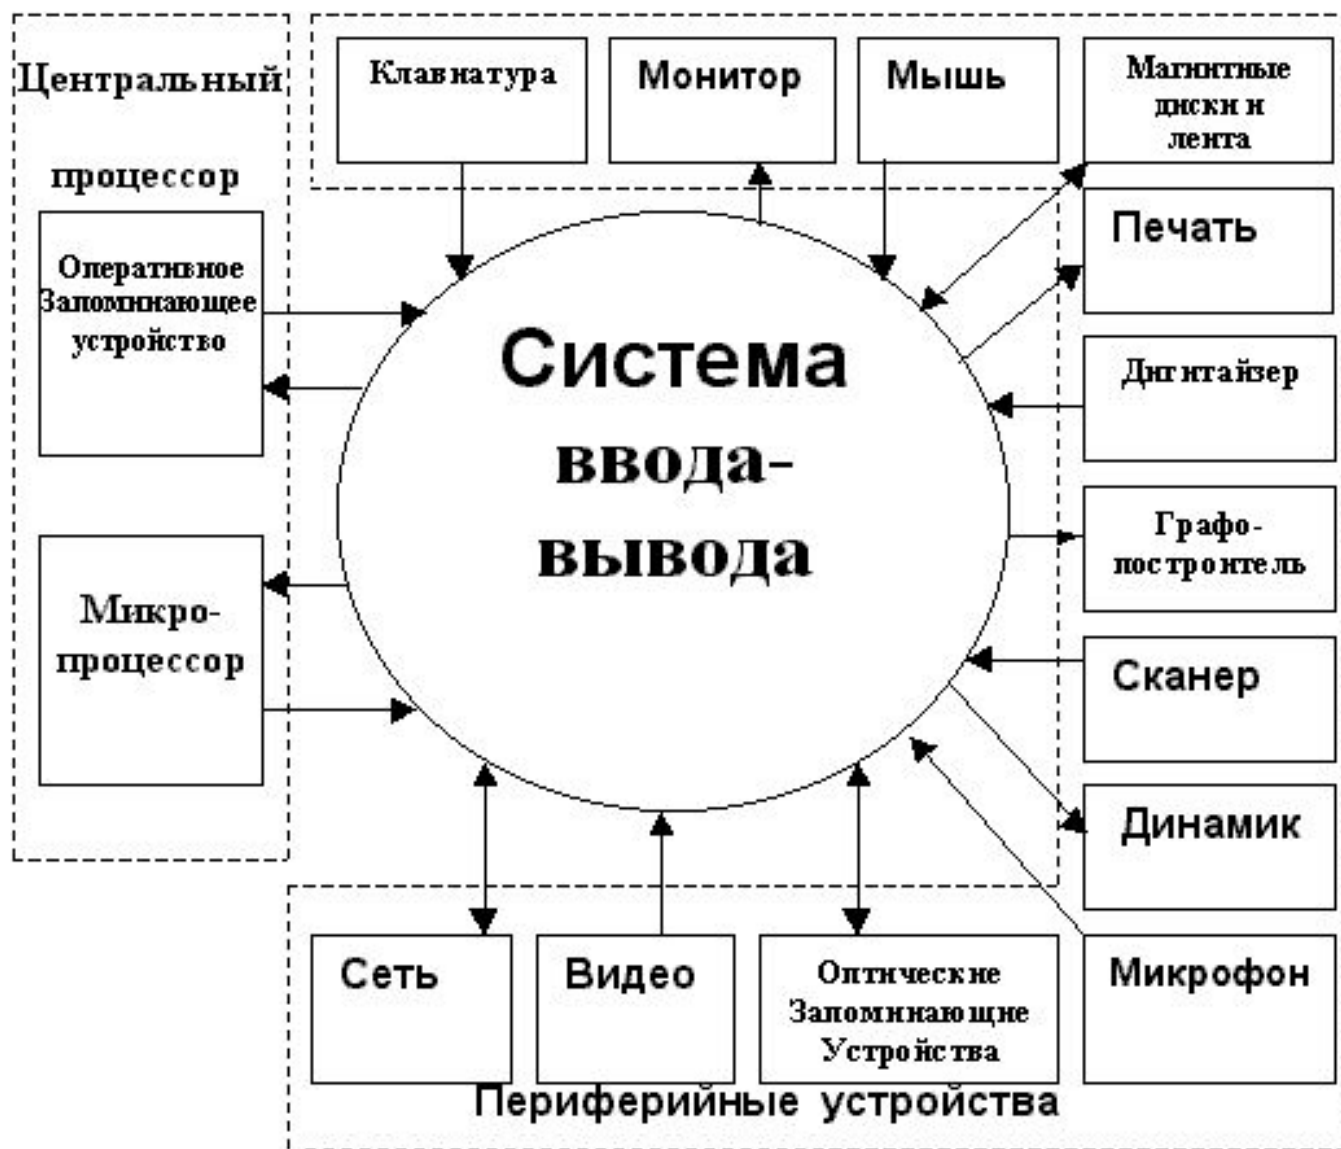 Центральный
процессор
Оперативное
Запоминающее
устройство
Микро-
процессор
Клавиатура
Монитор
Мышь
Магнитные
диски и
лента
Печать
Дигитайзер
Графо-
построитель
Сканер
Динамик
Микрофон
Система
ввода-
вывода
Сеть
Видео
Оптические
Запоминающие
Устройства
Периферийные устройства